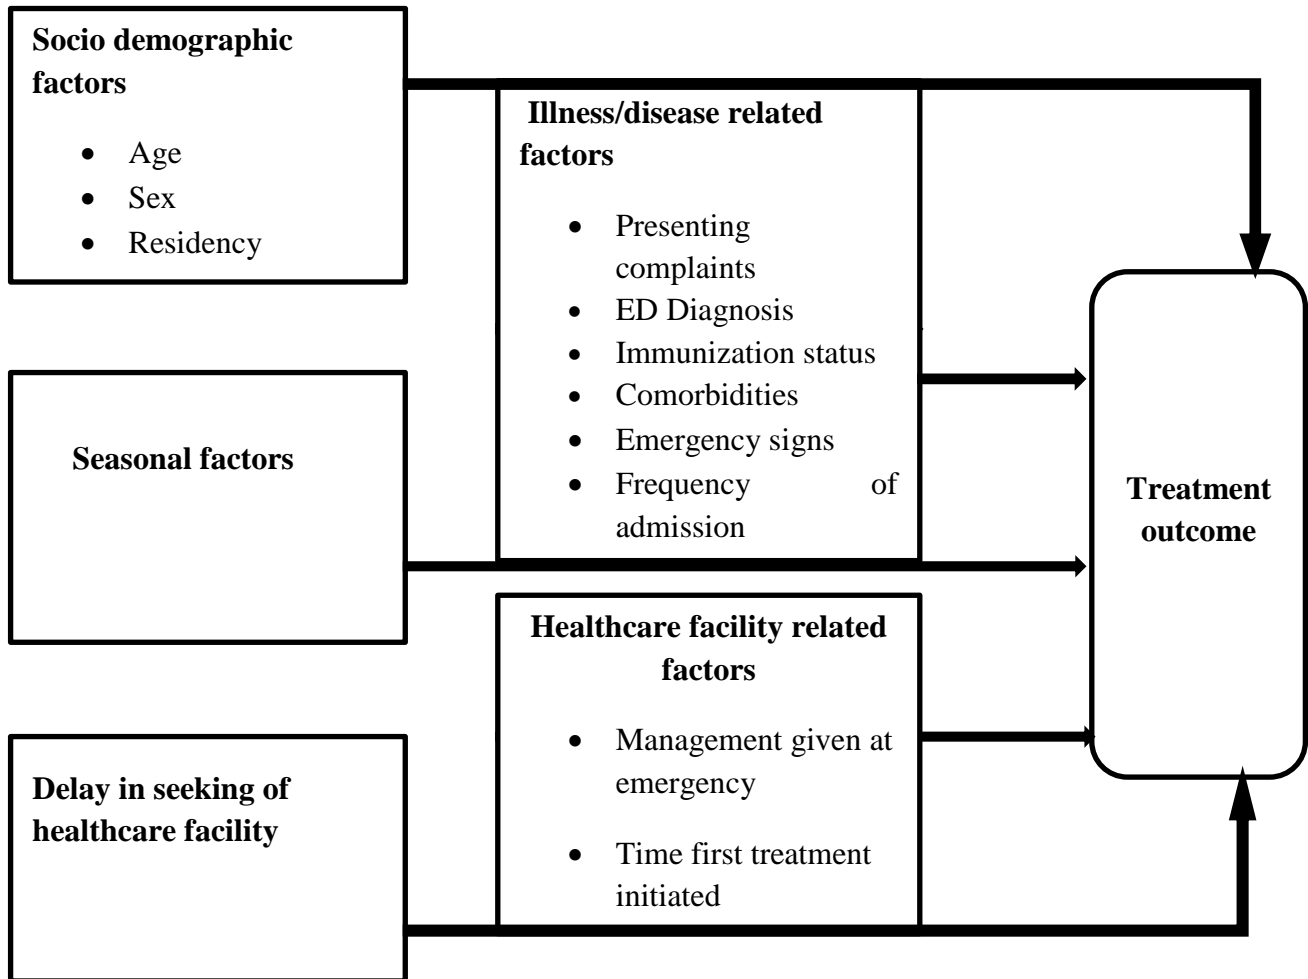 Socio demographic
factors
• Age
• Sex
• Residency
Illness/disease related
factors
• Presenting
complaints
• ED Diagnosis
• Immunization status
• Comorbidities
• Emergency signs
• Frequency of
admission
Seasonal factors
Treatment
outcome
Healthcare facility related
factors
• Management given at
emergency
• Time first treatment
initiated
Delay in seeking of
healthcare facility